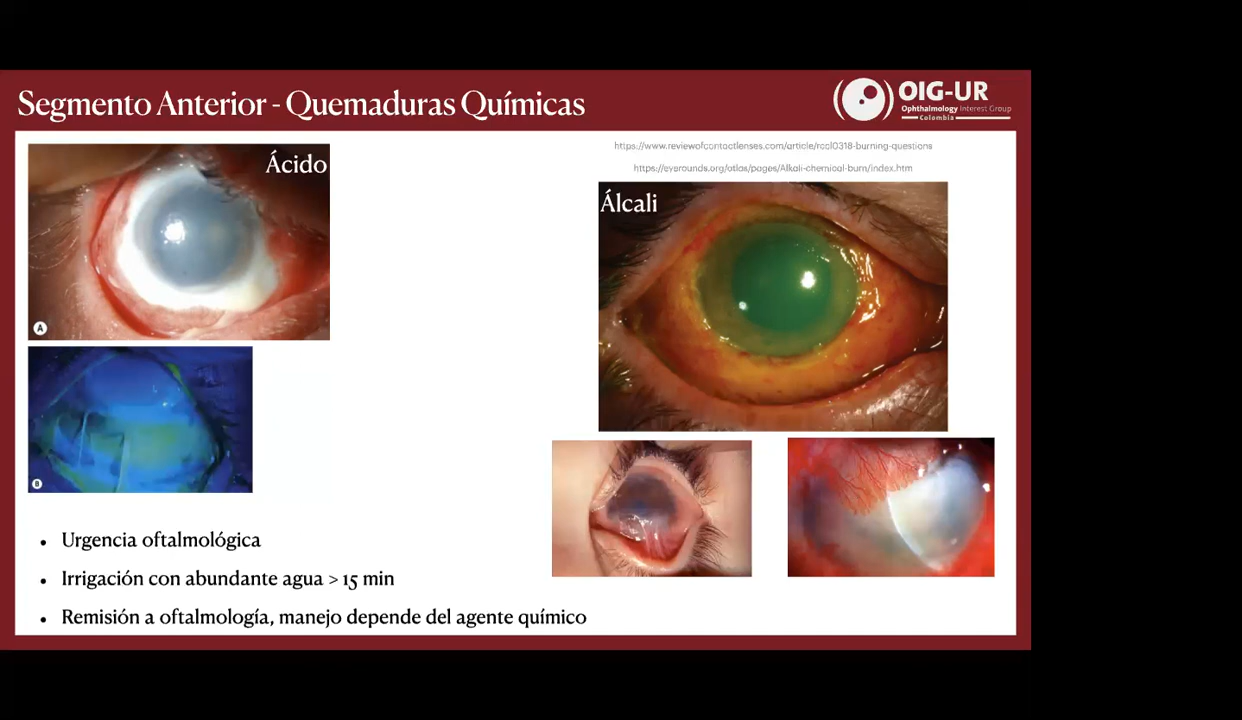 Segmento Anterior - Quemaduras Químicas
OIG-UR
Ophthalmology Interest Group
Colombia
Ácido
A
B
https://www.reviewofcontactlenses.com/article/rccl0318-burning-questions
https://eyerounds.org/atlas/pages/Alkali-chemical-burn/index.htm
Álcali
• Urgencia oftalmológica
• Irrigación con abundante agua > 15 min
• Remisión a oftalmología, manejo depende del agente químico